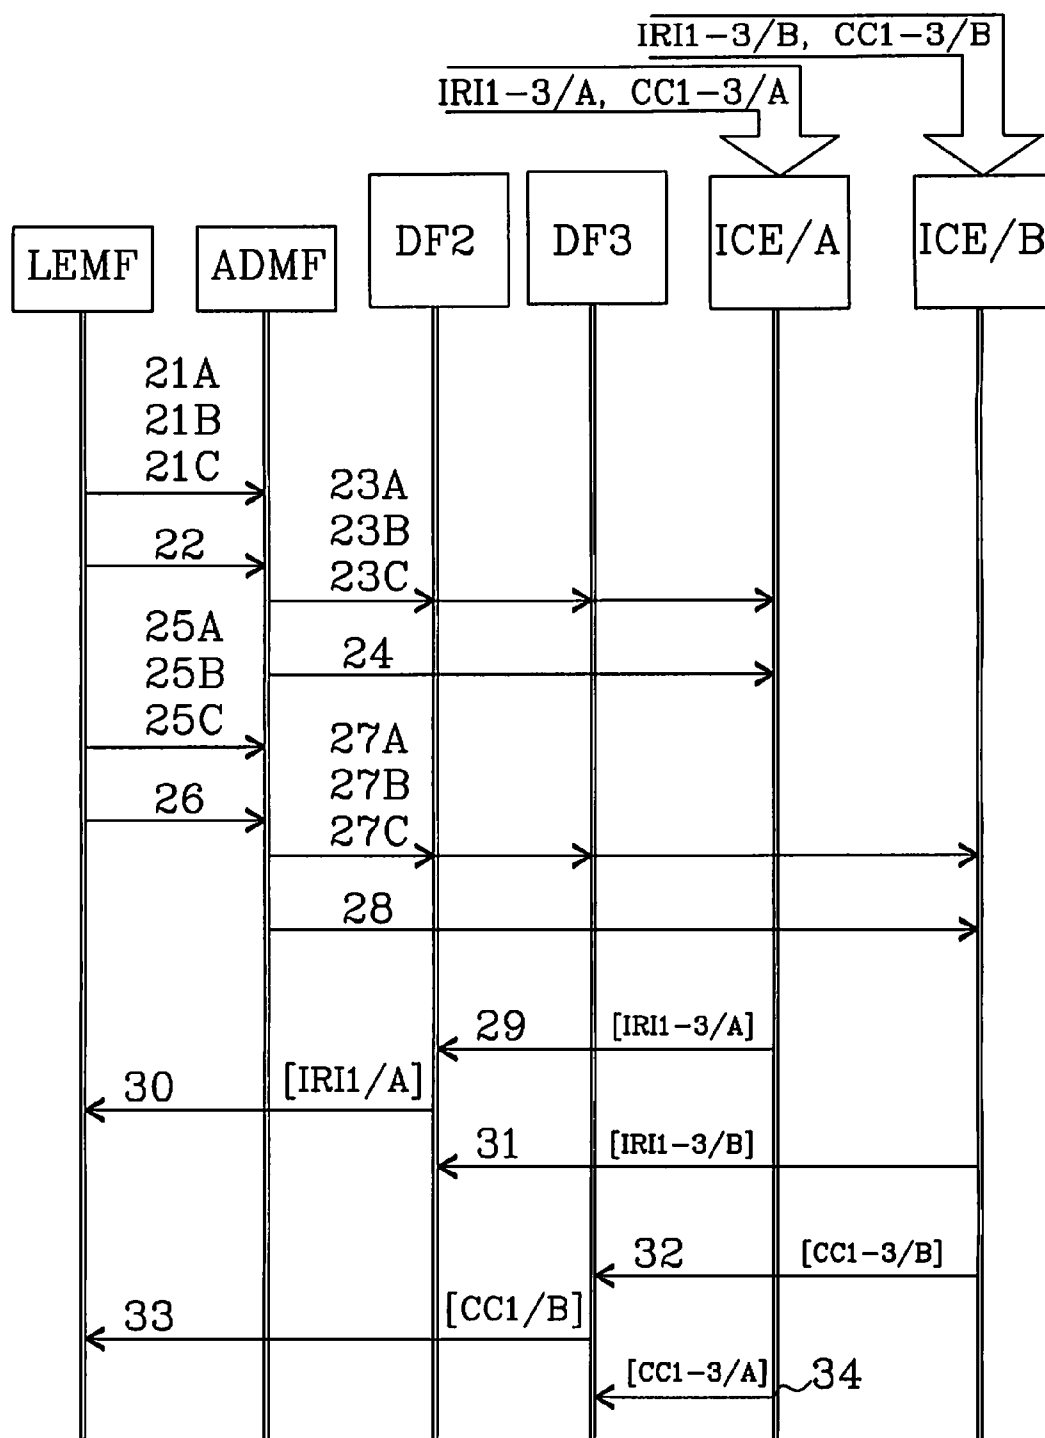 IRI1-3/B, CC1-3/B
IRI1-3/A, CC1-3/A
LEMF
ADMF
DF2
DF3
ICE/A
ICE/B
21A
21B
21C
22
23A
23B
23C
24
25A
25B
25C
26
27A
27B
27C
28
29 [IRI1-3/A]
30 [IRI1/A]
31 [IRI1-3/B]
32 [CC1-3/B]
33 [CC1/B]
[CC1-3/A] 34